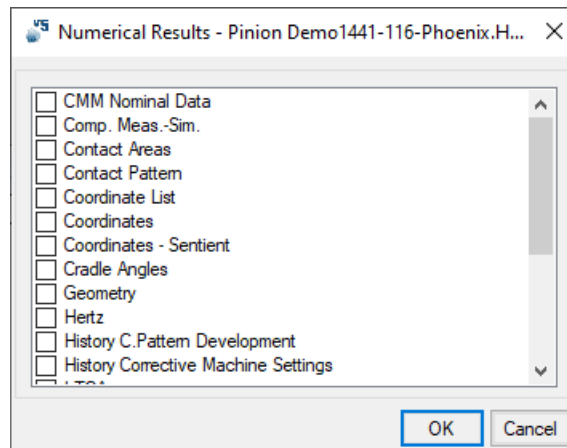 Numerical Results - Pinion Demo1441-116-Phoenix.H...
CMM Nominal Data
Comp. Meas.-Sim.
Contact Areas
Contact Pattern
Coordinate List
Coordinates
Coordinates - Sentient
Cradle Angles
Geometry
Hertz
History C.Pattern Development
History Corrective Machine Settings
OK
Cancel